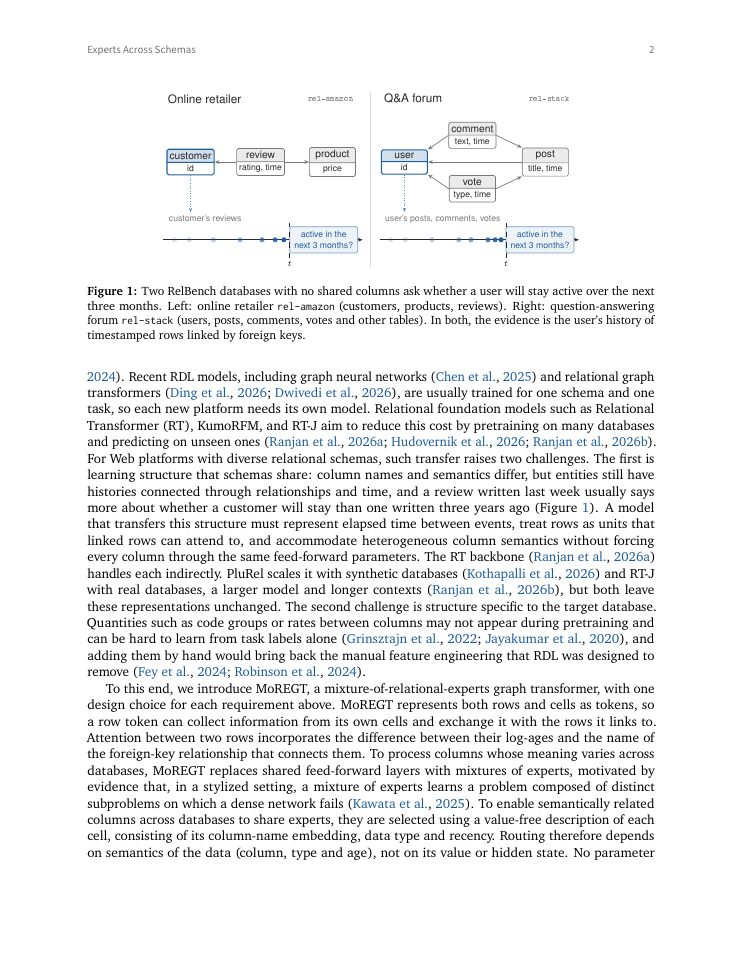 Experts Across Schemas 2
Online retailer rel-amazon
Q&A forum rel-stack
customer
id
review
rating, time
product
price
customer's reviews
active in the
next 3 months?
t
comment
text, time
user
id
post
title, time
vote
type, time
user's posts, comments, votes
active in the
next 3 months?
t
Figure 1: Two RelBench databases with no shared columns ask whether a user will stay active over the next
three months. Left: online retailer rel-amazon (customers, products, reviews). Right: question-answering
forum rel-stack (users, posts, comments, votes and other tables). In both, the evidence is the user's history of
timestamped rows linked by foreign keys.
2024). Recent RDL models, including graph neural networks (Chen et al., 2025) and relational graph
transformers (Ding et al., 2026; Dwivedi et al., 2026), are usually trained for one schema and one
task, so each new platform needs its own model. Relational foundation models such as Relational
Transformer (RT), KumoRFM, and RT-J aim to reduce this cost by pretraining on many databases
and predicting on unseen ones (Ranjan et al., 2026a; Hudovernik et al., 2026; Ranjan et al., 2026b).
For Web platforms with diverse relational schemas, such transfer raises two challenges. The first is
learning structure that schemas share: column names and semantics differ, but entities still have
histories connected through relationships and time, and a review written last week usually says
more about whether a customer will stay than one written three years ago (Figure 1). A model
that transfers this structure must represent elapsed time between events, treat rows as units that
linked rows can attend to, and accommodate heterogeneous column semantics without forcing
every column through the same feed-forward parameters. The RT backbone (Ranjan et al., 2026a)
handles each indirectly. PluRel scales it with synthetic databases (Kothapalli et al., 2026) and RT-J
with real databases, a larger model and longer contexts (Ranjan et al., 2026b), but both leave
these representations unchanged. The second challenge is structure specific to the target database.
Quantities such as code groups or rates between columns may not appear during pretraining and
can be hard to learn from task labels alone (Grinsztajn et al., 2022; Jayakumar et al., 2020), and
adding them by hand would bring back the manual feature engineering that RDL was designed to
remove (Fey et al., 2024; Robinson et al., 2024).
To this end, we introduce MoREGT, a mixture-of-relational-experts graph transformer, with one
design choice for each requirement above. MoREGT represents both rows and cells as tokens, so
a row token can collect information from its own cells and exchange it with the rows it links to.
Attention between two rows incorporates the difference between their log-ages and the name of
the foreign-key relationship that connects them. To process columns whose meaning varies across
databases, MoREGT replaces shared feed-forward layers with mixtures of experts, motivated by
evidence that, in a stylized setting, a mixture of experts learns a problem composed of distinct
subproblems on which a dense network fails (Kawata et al., 2025). To enable semantically related
columns across databases to share experts, they are selected using a value-free description of each
cell, consisting of its column-name embedding, data type and recency. Routing therefore depends
on semantics of the data (column, type and age), not on its value or hidden state. No parameter